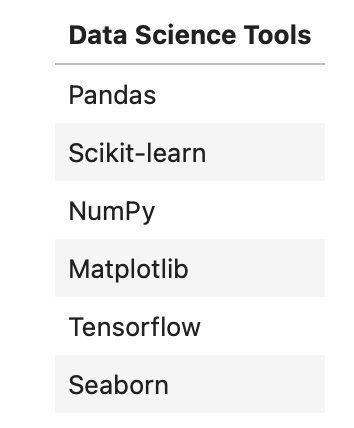 Data Science Tools
Pandas
Scikit-learn
NumPy
Matplotlib
Tensorflow
Seaborn